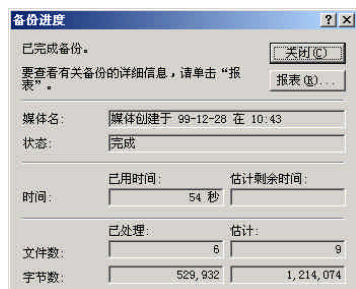 备份进度
已完成备份。
关闭(C)
要查看有关备份的详细信息，请单击“报
表”。
报表(R)...
媒体名:
媒体创建于 99-12-28 在 10:43
状态:
完成
已用时间:
估计剩余时间:
时间:
54 秒
已处理:
估计:
文件数:
6
9
字节数:
529,932
1,214,074